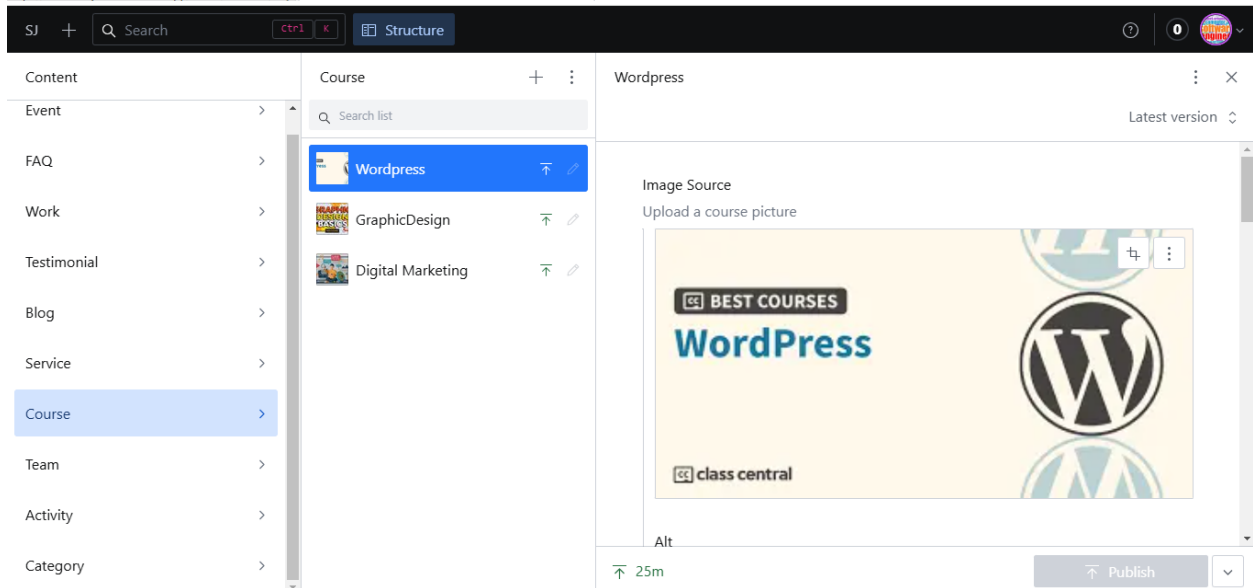 SJ
Search
Ctrl K
Structure
0
Content
Event
FAQ
Work
Testimonial
Blog
Service
Course
Team
Activity
Category
Course
Search list
Wordpress
GraphicDesign
Digital Marketing
Wordpress
Latest version
Image Source
Upload a course picture
CC BEST COURSES
WordPress
CC class central
Alt
25m
Publish